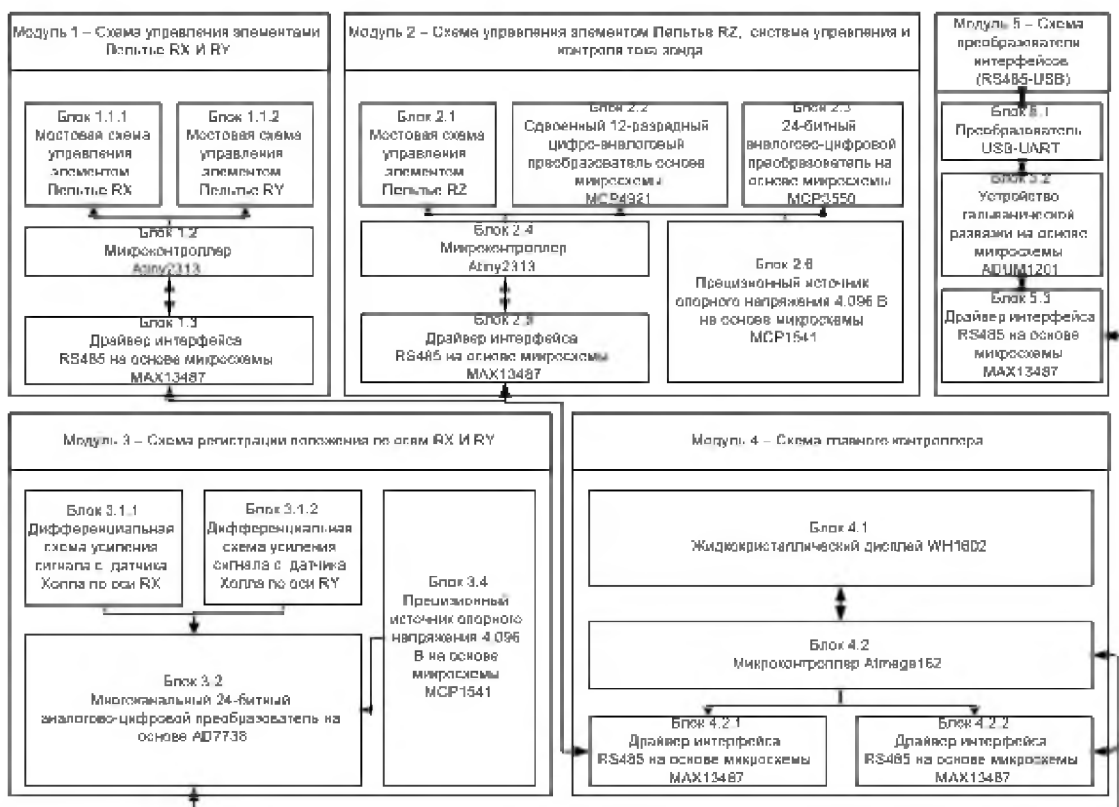 Модуль 1 – Схема управления элементами
Пельтье RX И RY
Блок 1.1.1
Мостовая схема
управления
элементом
Пельтье RX
Блок 1.1.2
Мостовая схема
управления
элементом
Пельтье RY
Блок 1.2
Микроконтроллер
Atiny2313
Блок 1.3
Драйвер интерфейса
RS485 на основе микросхемы
MAX13487
Модуль 2 – Схема управления элементом Пельтье RZ, система управления и
контроля тока зонда
Блок 2.1
Мостовая схема
управления
элементом
Пельтье RZ
Блок 2.2
Сдвоенный 12-разрядный
цифро-аналоговый
преобразователь основе
микросхемы
MCP4921
Блок 2.3
24-битный
аналогово-цифровой
преобразователь на
основе микросхемы
MCP3550
Блок 2.4
Микроконтроллер
Atiny2313
Драйвер интерфейса
RS485 на основе микросхемы
MAX13487
Блок 2.6
Прецизионный источник
опорного напряжения 4.096 В
на основе микросхемы
MCP1541
Модуль 5 – Схема
преобразователя
интерфейсов
(RS485-USB)
Преобразователь
USB-UART
Устройство
гальванической
развязки на основе
микросхемы
ADUM1201
Блок 5.3
Драйвер интерфейса
RS485 на основе
микросхемы
MAX13487
Модуль 3 – Схема регистрации положения по осям RX И RY
Блок 3.1.1
Дифференциальная
схема усиления
сигнала с датчика
Холла по оси RX
Блок 3.1.2
Дифференциальная
схема усиления
сигнала с датчика
Холла по оси RY
Блок 3.4
Прецизионный
источник опорного
напряжения 4.096
В на основе
микросхемы
MCP1541
Блок 3.2
Многоканальный 24-битный
аналогово-цифровой преобразователь на
основе AD7738
Модуль 4 – Схема главного контроллера
Блок 4.1
Жидкокристаллический дисплей WH1602
Блок 4.2
Микроконтроллер Atmega162
Блок 4.2.1
Драйвер интерфейса
RS485 на основе микросхемы
MAX13487
Блок 4.2.2
Драйвер интерфейса
RS485 на основе микросхемы
MAX13487